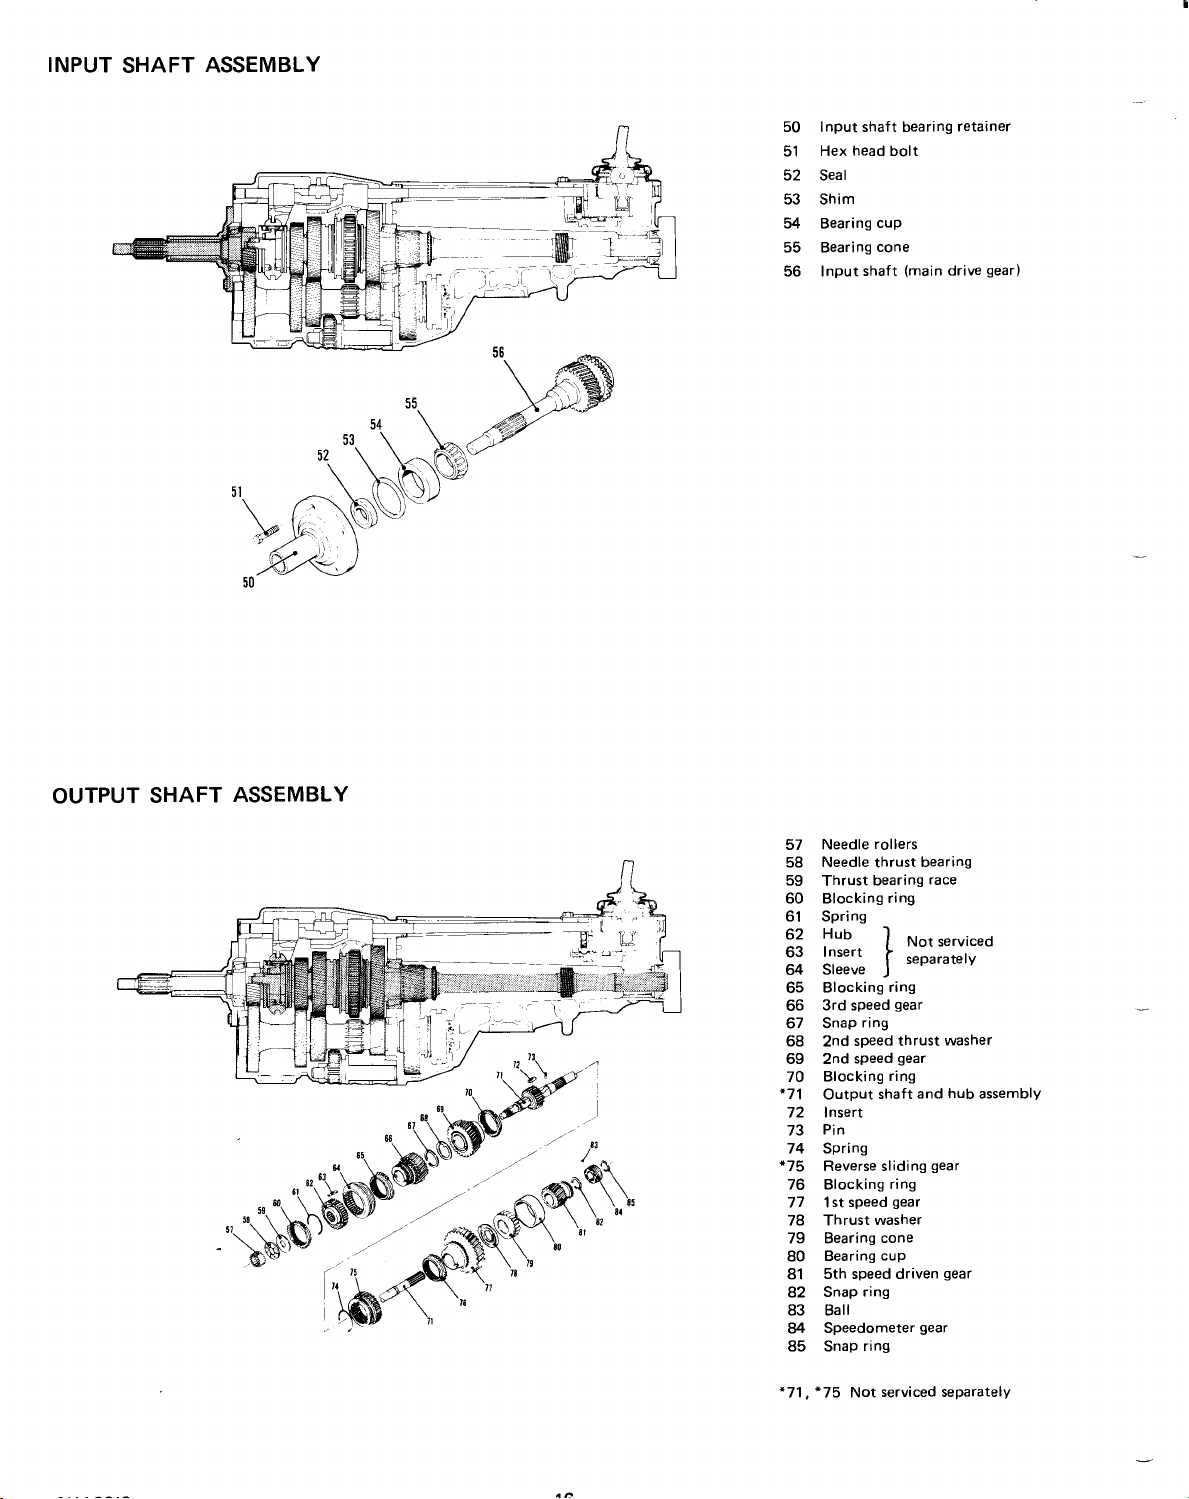 INPUT SHAFT ASSEMBLY
50 Input shaft bearing retainer
51 Hex head bolt
52 Seal
53 Shim
54 Bearing cup
55 Bearing cone
56 Input shaft (main drive gear)
56
55
54
53
52
51
50
OUTPUT SHAFT ASSEMBLY
57 Needle rollers
58 Needle thrust bearing
59 Thrust bearing race
60 Blocking ring
61 Spring
62 Hub
63 Insert
64 Sleeve
Not serviced
separately
65 Blocking ring
66 3rd speed gear
67 Snap ring
68 2nd speed thrust washer
69 2nd speed gear
70 Blocking ring
*71 Output shaft and hub assembly
72 Insert
73 Pin
74 Spring
*75 Reverse sliding gear
76 Blocking ring
77 1st speed gear
78 Thrust washer
79 Bearing cone
80 Bearing cup
81 5th speed driven gear
82 Snap ring
83 Ball
84 Speedometer gear
85 Snap ring
*71, *75 Not serviced separately
73
72
71
70
69
68
67
66
65
64
63
62
61
60
59
58
57
83
85
84
82
81
80
79
78
77
76
75
74
71
16